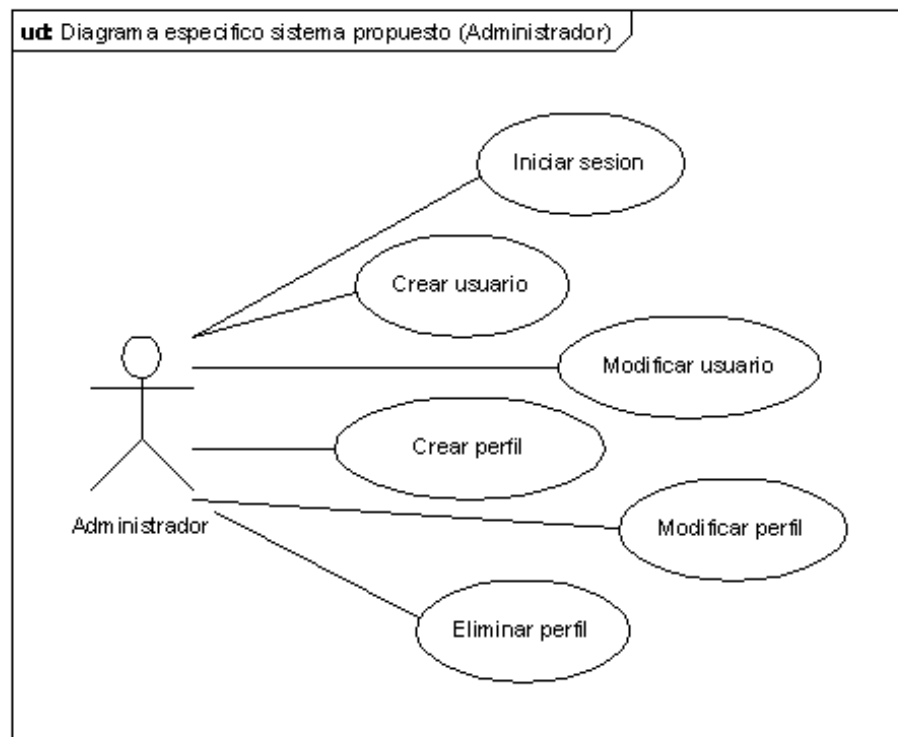 ud: Diagrama especifico sistema propuesto (Administrador)
Iniciar sesion
Crear usuario
Modificar usuario
Crear perfil
Modificar perfil
Administrador
Eliminar perfil